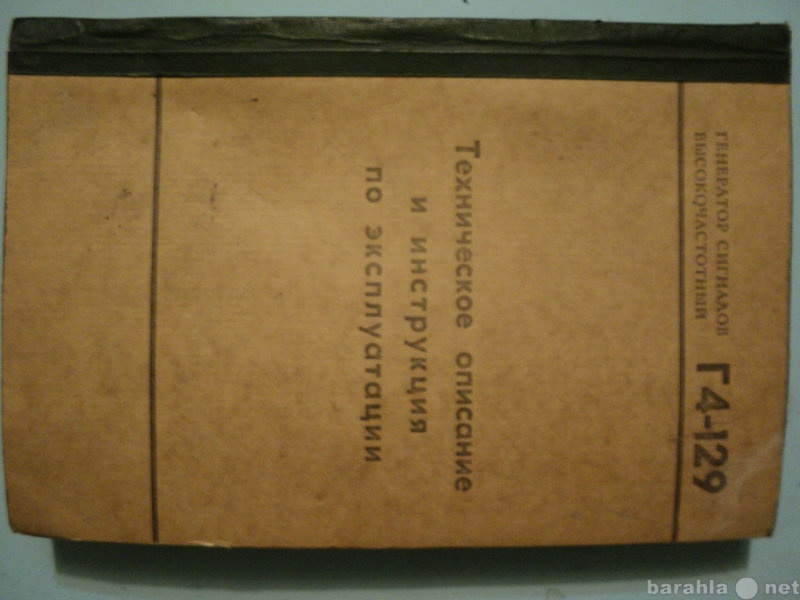 ГЕНЕРАТОР СИГНАЛОВ
ВЫСОКОЧАСТОТНЫЙ
Г4-129
Техническое описание
и инструкция
по эксплуатации
barahla net